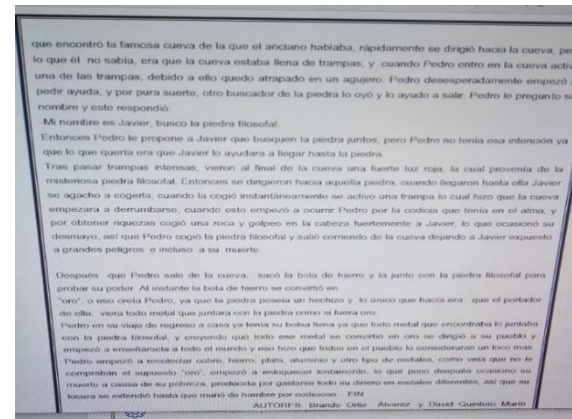 que encontró la famosa cueva de la que el anciano hablaba, rápidamente se dirigió hacia la cueva, pe
lo que él no sabía, era que la cueva estaba llena de trampas, y cuando Pedro entro en la cueva activ
una de las trampas, debido a ello quedo atrapado en un agujero. Pedro desesperadamente empezó
pedir ayuda, y por pura suerte, otro buscador de la piedra lo oyó y lo ayudo a salir. Pedro le pregunto s
nombre y este respondió:
-Mi nombre es Javier, busco la piedra filosofal.
Entonces Pedro le propone a Javier que busquen la piedra juntos, pero Pedro no tenia esa intención ya
que lo que quería era que Javier lo ayudara a llegar hasta la piedra.
Tras pasar trampas intensas, vieron al final de la cueva una fuerte luz roja, la cual provenía de la
misteriosa piedra filosofal. Entonces se dirigieron hacia aquella piedra, cuando llegaron hasta ella Javier
se agacho a cogerla, cuando la cogió instantáneamente se activo una trampa lo cual hizo que la cueva
empezara a derrumbarse, cuando esto empezó a ocurrir Pedro por la codicia que tenía en el alma, y
por obtener riquezas cogió una roca y golpeo en la cabeza fuertemente a Javier, lo que ocasionó su
desmayo, así que Pedro cogió la piedra filosofal y salió corriendo de la cueva dejando a Javier expuesto
a grandes peligros e incluso a su muerte.
Después que Pedro sale de la cueva, sacó la bola de hierro y la junto con la piedra filosofal para
probar su poder. Al instante la bola de hierro se convirtió en
"oro", o eso creía Pedro, ya que la piedra poseía un hechizo y lo único que hacia era que el portador
de ella, viera todo metal que juntara con la piedra como si fuera oro.
Pedro en su viaje de regreso a casa ya tenía su bolsa llena ya que todo metal que encontraba lo juntaba
con la piedra filosofal, y creyendo que todo ese metal se convirtió en oro se dirigió a su pueblo y
empezó a enseñárselo a todo el mundo y eso hizo que todos en el pueblo lo consideraran un loco mas.
Pedro empezó a recolectar cobre, hierro, plata, aluminio y otro tipo de metales, como veía que no le
compraban el supuesto "oro", empezó a enloquecer lentamente, lo que poco después ocasiono su
muerte a causa de su pobreza, producida por gastarse todo su dinero en metales diferentes, así que su
locura se extendió hasta que murió de hambre por codicioso. FIN
AUTORES: Brando Ortiz Álvarez y David Quintero Marín